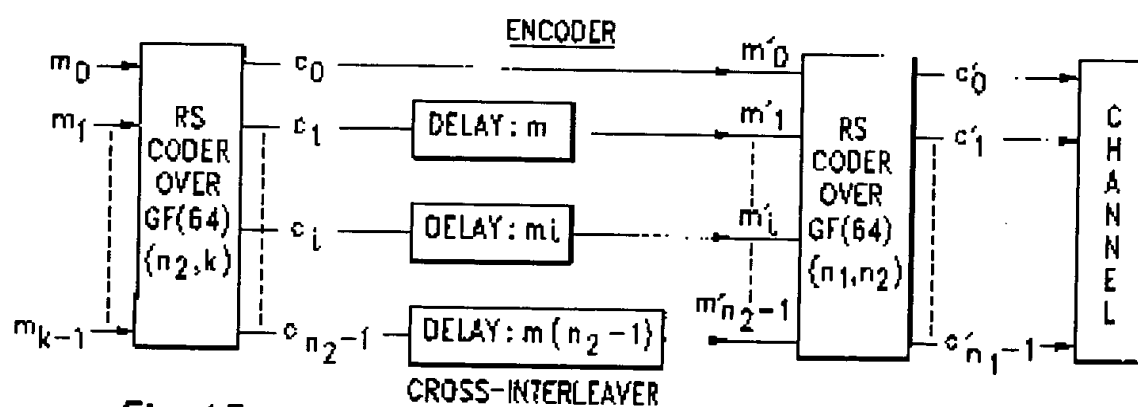 ENCODER
m0 c0 m'0 c'0
m1 c1 DELAY: m m'1 c'1
RS CODER OVER GF(64) (n2,k)
RS CODER OVER GF(64) (n1,n2)
CHANNEL
ci DELAY: mi m'i
mk-1 cn2-1 DELAY: m(n2-1) m'n2-1 c'n1-1
CROSS-INTERLEAVER